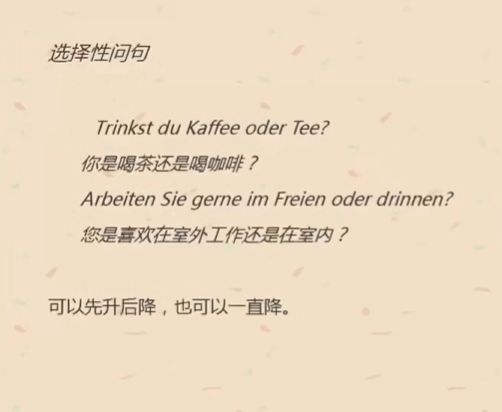 选择性问句
Trinkst du Kaffee oder Tee?
你是喝茶还是喝咖啡？
Arbeiten Sie gerne im Freien oder drinnen?
您是喜欢在室外工作还是在室内？
可以先升后降，也可以一直降。